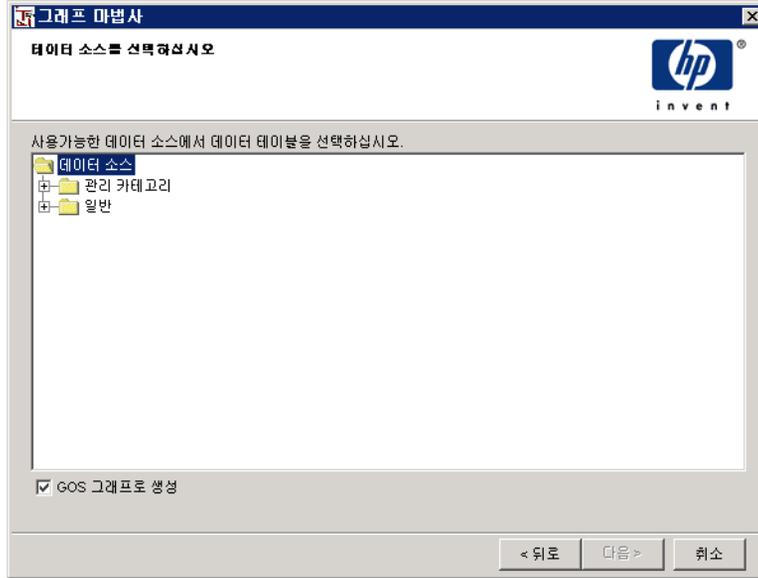 그래프 마법사
데이터 소스를 선택하십시오
hp
®
invent
사용가능한 데이터 소스에서 데이터 테이블을 선택하십시오.
데이터 소스
관리 카테고리
일반
GOS 그래프로 생성
< 뒤로
다음 >
취소